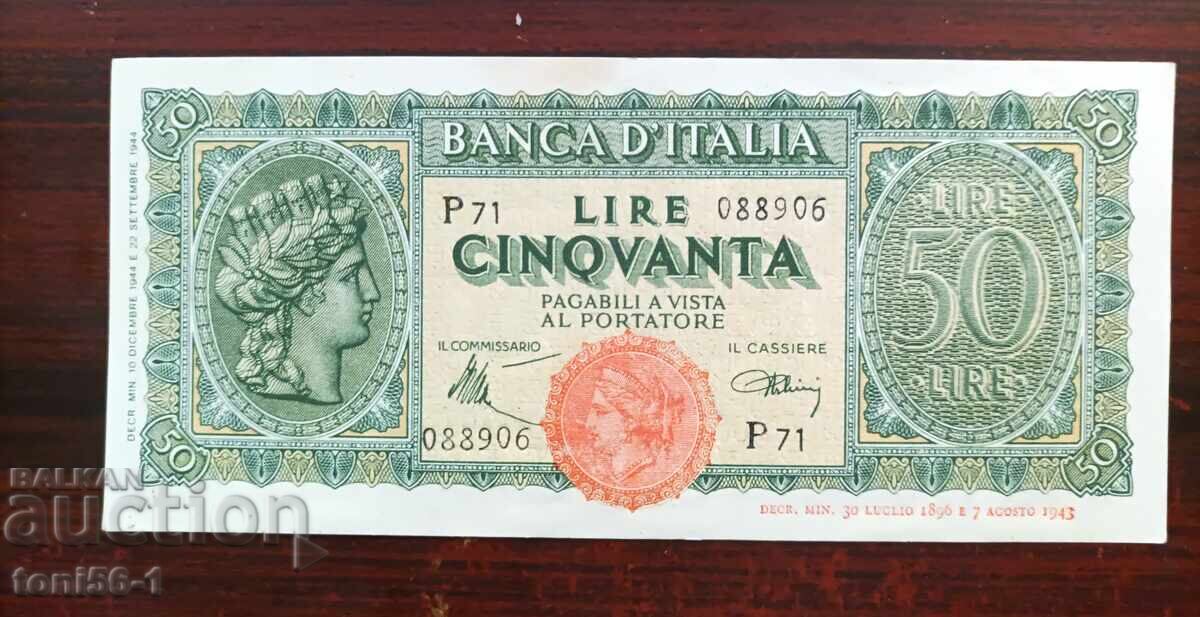 50
50
BANCA D'ITALIA
P 71
LIRE 088906
CINQVANTA
PAGABILI A VISTA
AL PORTATORE
IL COMMISSARIO
IL CASSIERE
088906
P 71
LIRE
50
LIRE
50
50
DECR. MIN. 10 DICEMBRE 1944 E 22 SETTEMBRE 1944
DECR. MIN. 30 LUGLIO 1896 E 7 AGOSTO 1943
BALKAN
auction
toni56-1